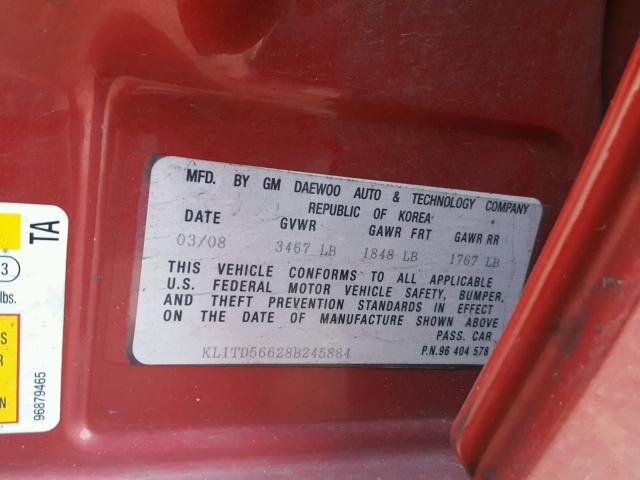 MFD. BY GM DAEWOO AUTO & TECHNOLOGY COMPANY
REPUBLIC OF KOREA
DATE GVWR GAWR FRT GAWR RR
03/08 3467 LB 1848 LB 1767 LB
THIS VEHICLE CONFORMS TO ALL APPLICABLE
U.S. FEDERAL MOTOR VEHICLE SAFETY, BUMPER,
AND THEFT PREVENTION STANDARDS IN EFFECT
ON THE DATE OF MANUFACTURE SHOWN ABOVE
PASS. CAR
KL1TD56628B245884 P.N.96 404 578
TA
3
lbs.
S
R
N
96879465